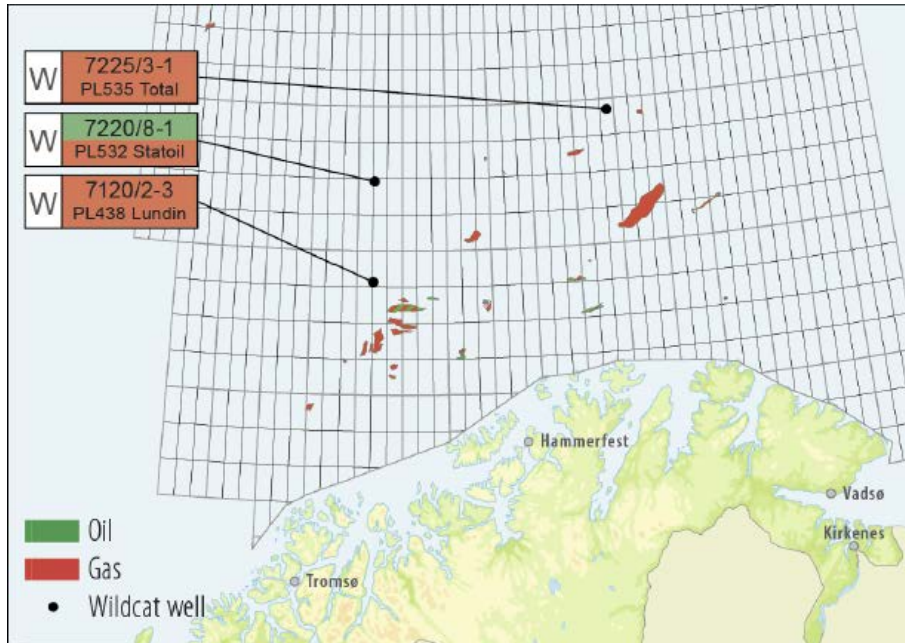 W
7225/3-1
PL535 Total
W
7220/8-1
PL532 Statoil
W
7120/2-3
PL438 Lundin
Hammerfest
Vadsø
Kirkenes
Tromsø
Oil
Gas
Wildcat well